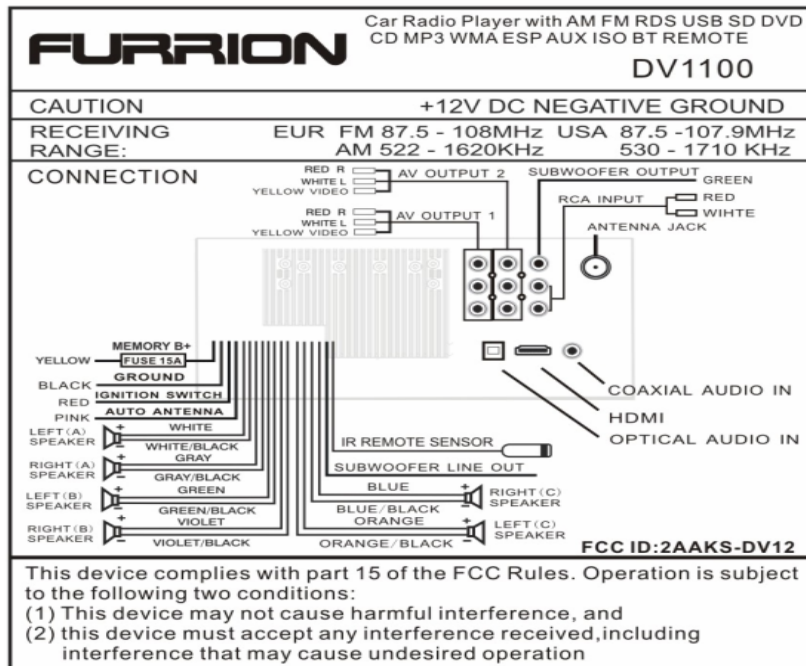 FURRION
Car Radio Player with AM FM RDS USB SD DVD
CD MP3 WMA ESP AUX ISO BT REMOTE
DV1100
CAUTION +12V DC NEGATIVE GROUND
RECEIVING EUR FM 87.5 - 108MHz USA 87.5 -107.9MHz
RANGE: AM 522 - 1620KHz 530 - 1710 KHz
CONNECTION
RED R
WHITE L
YELLOW VIDEO
AV OUTPUT 2
RED R
WHITE L
YELLOW VIDEO
AV OUTPUT 1
SUBWOOFER OUTPUT
GREEN
RCA INPUT
RED
WIHTE
ANTENNA JACK
MEMORY B+
YELLOW FUSE 15A
GROUND
BLACK
IGNITION SWITCH
RED
AUTO ANTENNA
PINK
LEFT(A)
SPEAKER
+
-
WHITE
WHITE/BLACK
RIGHT(A)
SPEAKER
+
-
GRAY
GRAY/BLACK
LEFT(B)
SPEAKER
+
-
GREEN
GREEN/BLACK
RIGHT(B)
SPEAKER
+
-
VIOLET
VIOLET/BLACK
COAXIAL AUDIO IN
HDMI
OPTICAL AUDIO IN
IR REMOTE SENSOR
SUBWOOFER LINE OUT
BLUE
BLUE/BLACK
+
-
RIGHT(C)
SPEAKER
ORANGE
ORANGE/BLACK
+
-
LEFT(C)
SPEAKER
FCC ID:2AAKS-DV12
This device complies with part 15 of the FCC Rules. Operation is subject
to the following two conditions:
(1) This device may not cause harmful interference, and
(2) this device must accept any interference received,including
interference that may cause undesired operation